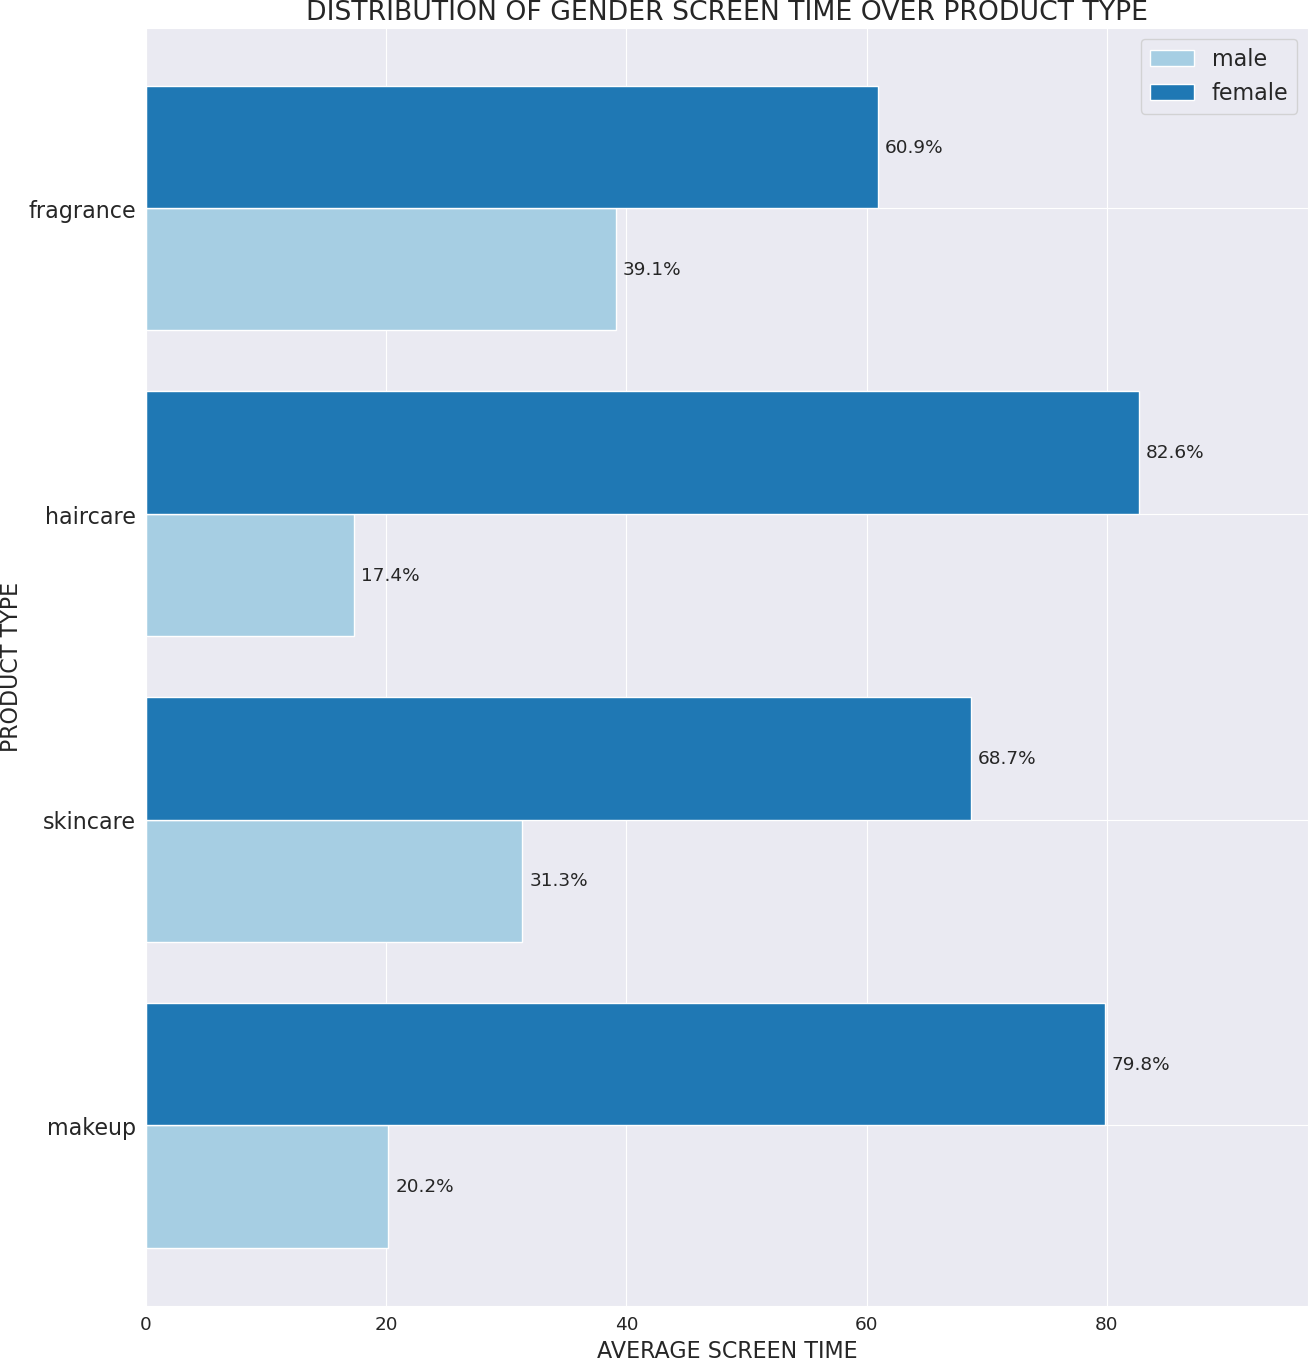 DISTRIBUTION OF GENDER SCREEN TIME OVER PRODUCT TYPE
male
female
60.9%
fragrance
39.1%
82.6%
haircare
17.4%
PRODUCT TYPE
68.7%
skincare
31.3%
79.8%
makeup
20.2%
0 20 40 60 80
AVERAGE SCREEN TIME